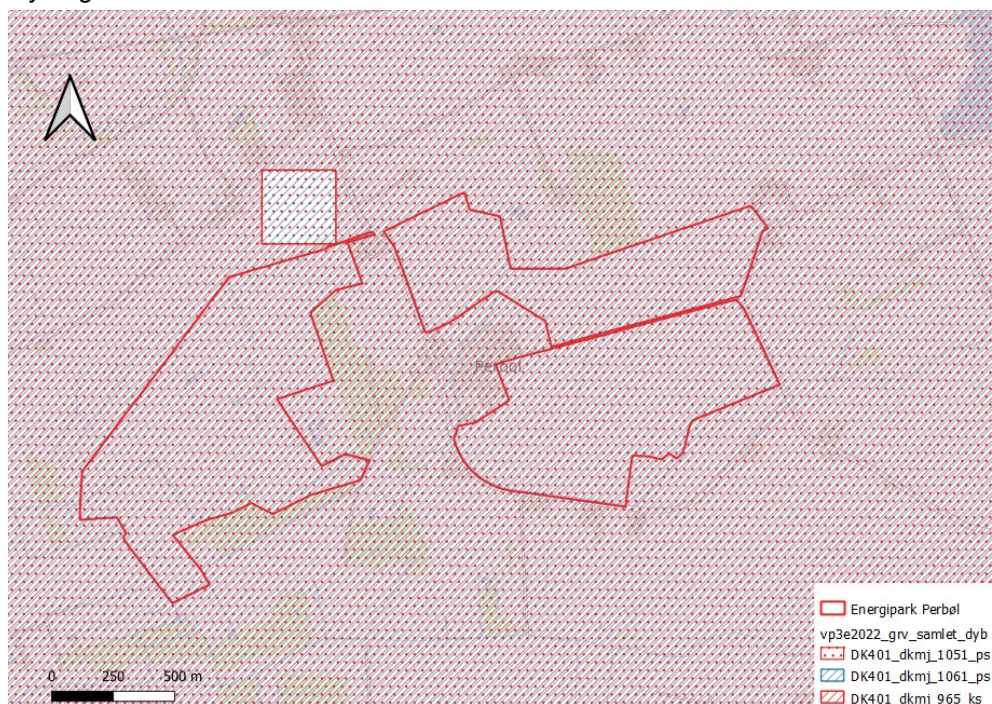 Perbøl
0 250 500 m
Energipark Perbøl
vp3e2022_grv_samlet_dyb
DK401_dkmj_1051_ps
DK401_dkmj_1061_ps
DK401_dkmj_965_ks